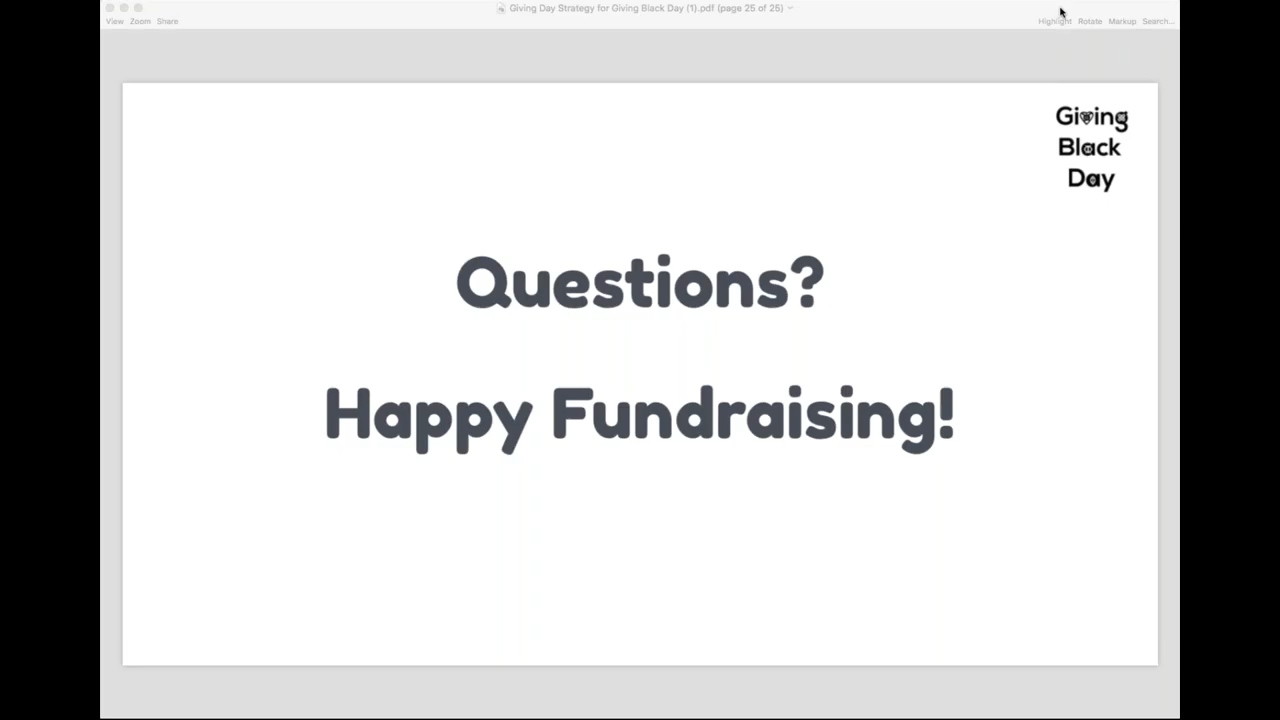 Giving Day Strategy for Giving Black Day (1).pdf (page 25 of 25)
View Zoom Share
Highlight Rotate Markup Search...
Giving
Black
Day
Questions?
Happy Fundraising!